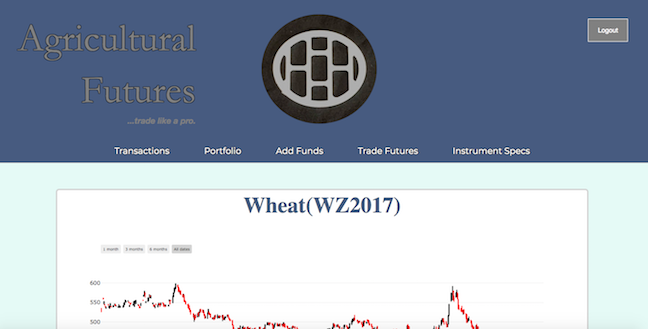 Agricultural
Futures
...trade like a pro.
Logout
Transactions Portfolio Add Funds Trade Futures Instrument Specs
Wheat(WZ2017)
1 month 3 months 6 months All dates
600
550
500